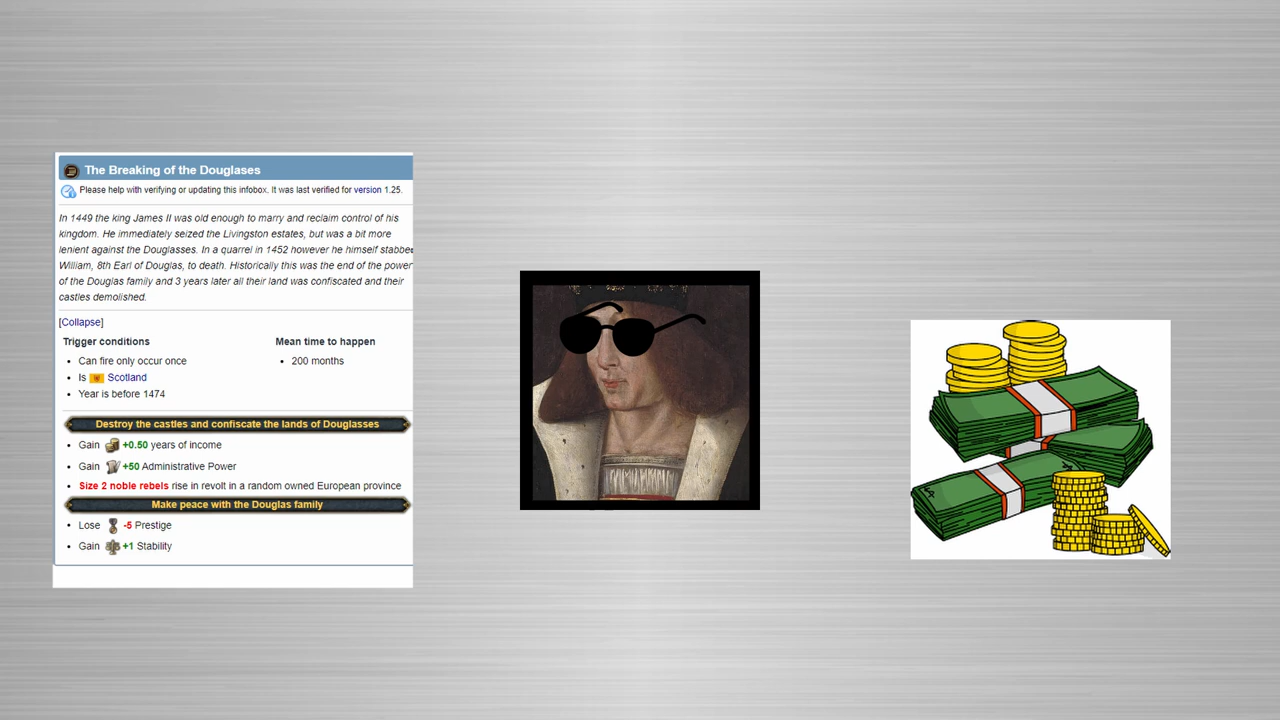 The Breaking of the Douglases
Please help with verifying or updating this infobox. It was last verified for version 1.25.
In 1449 the king James II was old enough to marry and reclaim control of his
kingdom. He immediately seized the Livingston estates, but was a bit more
lenient against the Douglasses. In a quarrel in 1452 however he himself stabbed
William, 8th Earl of Douglas, to death. Historically this was the end of the power
of the Douglas family and 3 years later all their land was confiscated and their
castles demolished.
[Collapse]
Trigger conditions
Can fire only occur once
Is Scotland
Year is before 1474
Mean time to happen
200 months
Destroy the castles and confiscate the lands of Douglasses
Gain +0.50 years of income
Gain +50 Administrative Power
Size 2 noble rebels rise in revolt in a random owned European province
Make peace with the Douglas family
Lose -5 Prestige
Gain +1 Stability